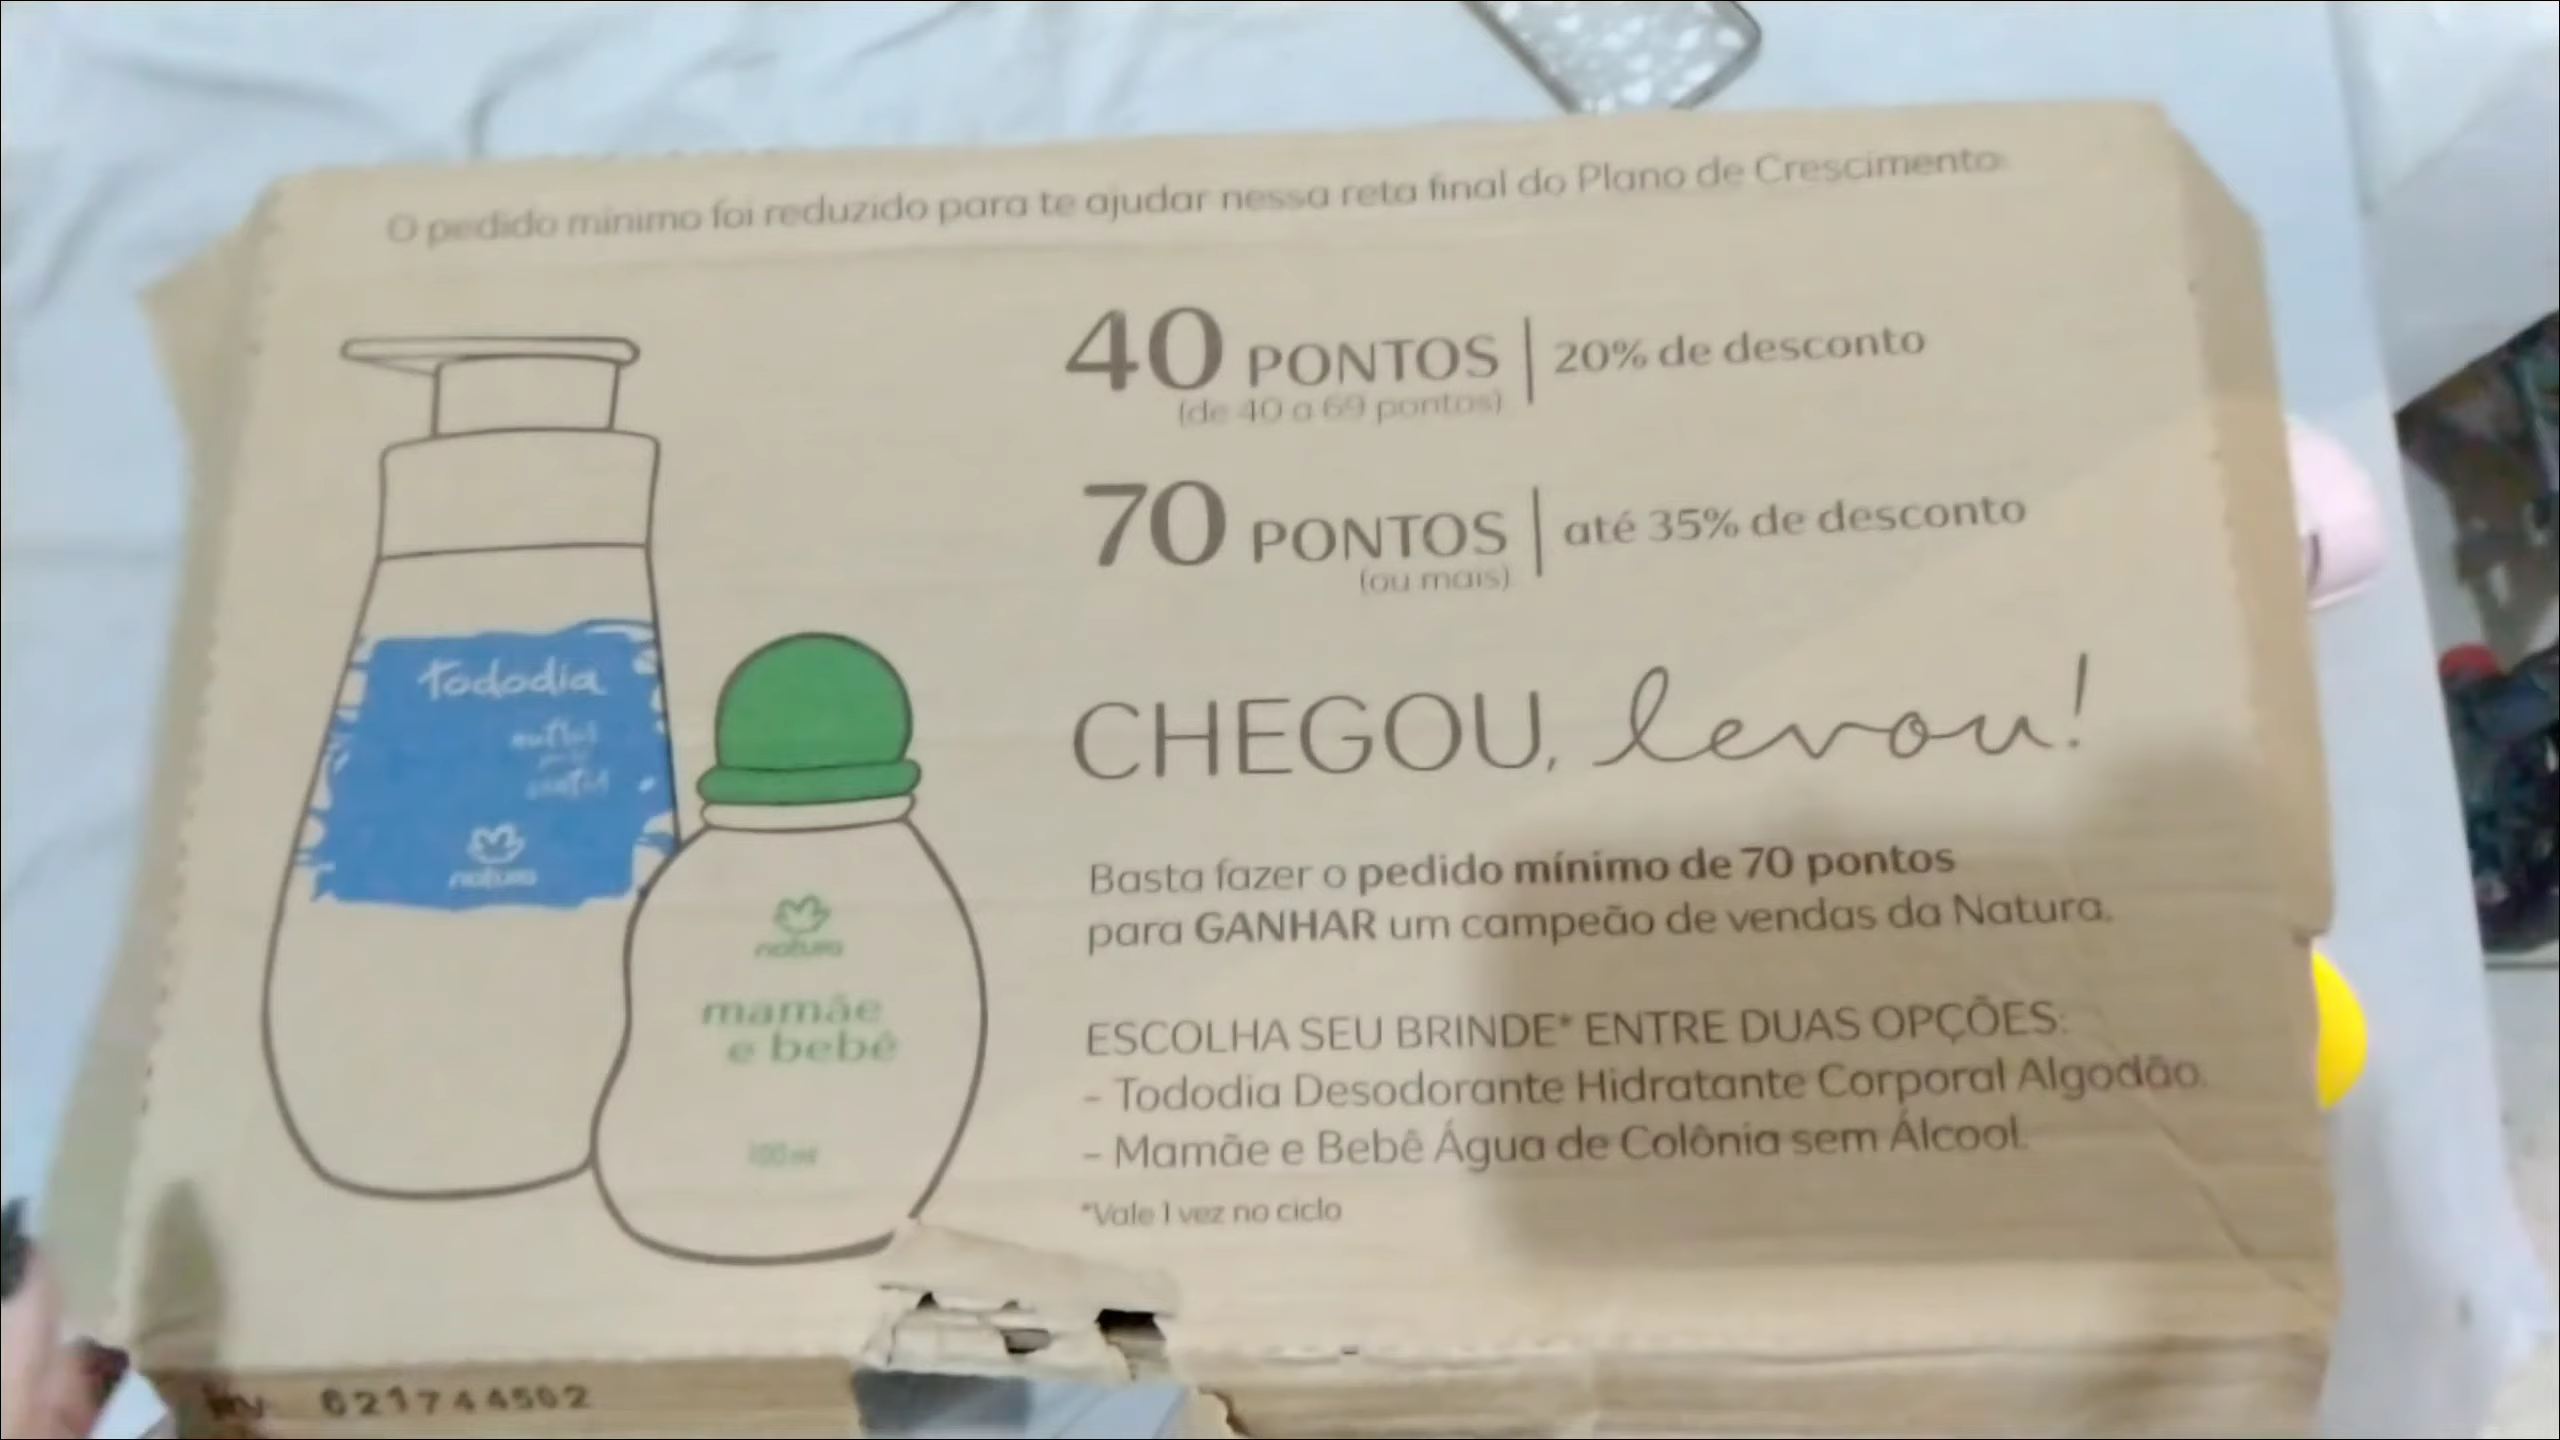 O pedido mínimo foi reduzido para te ajudar nessa reta final do Plano de Crescimento:
40 PONTOS | 20% de desconto
(de 40 a 69 pontos)
70 PONTOS | até 35% de desconto
(ou mais)
CHEGOU, levou!
Basta fazer o pedido mínimo de 70 pontos
para GANHAR um campeão de vendas da Natura.
ESCOLHA SEU BRINDE* ENTRE DUAS OPÇÕES:
- Tododia Desodorante Hidratante Corporal Algodão.
- Mamãe e Bebê Água de Colônia sem Álcool.
*Vale 1 vez no ciclo
tododia
natura
natura
mamãe
e bebê
100 ml
621744502